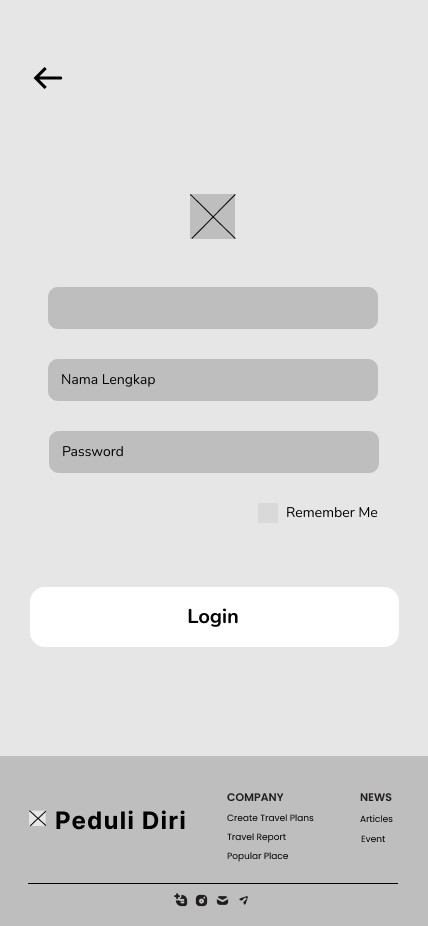 Nama Lengkap
Password
Remember Me
Login
Peduli Diri
COMPANY
Create Travel Plans
Travel Report
Popular Place
NEWS
Articles
Event